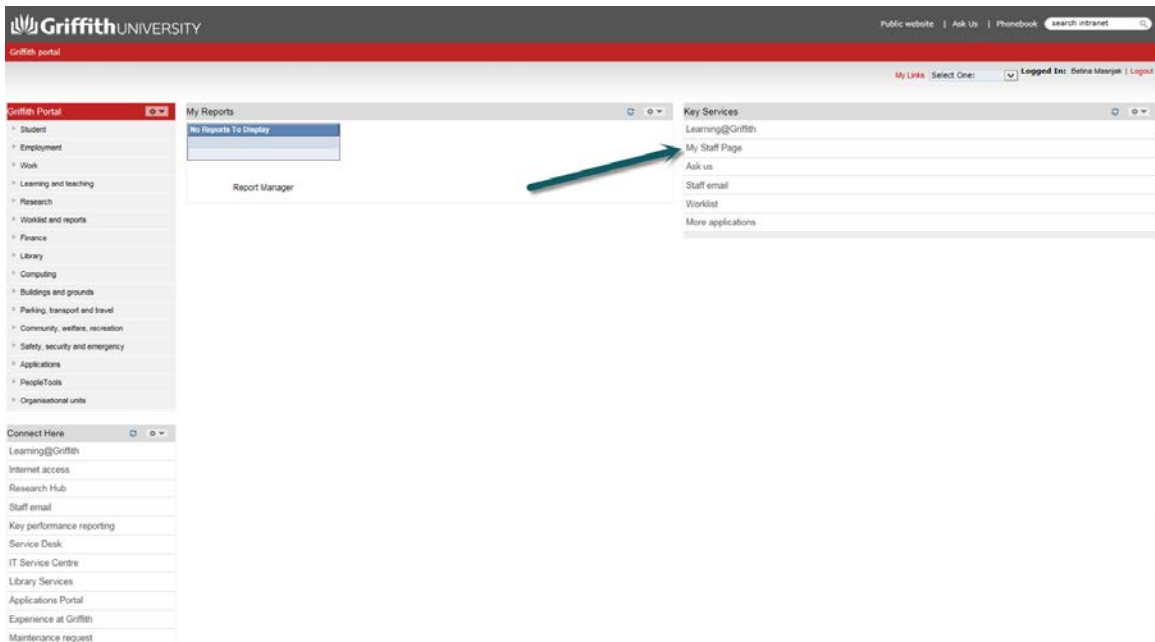 Griffith UNIVERSITY
Public website | Ask Us | Phonebook search intranet
Griffith portal
My Links Select One: Logged In: Betina Masnjak | Logout
Griffith Portal
Student
Employment
Work
Learning and teaching
Research
Worklist and reports
Finance
Library
Computing
Buildings and grounds
Parking, transport and travel
Community, welfare, recreation
Safety, security and emergency
Applications
PeopleTools
Organisational units
Connect Here
Learning@Griffith
Internet access
Research Hub
Staff email
Key performance reporting
Service Desk
IT Service Centre
Library Services
Applications Portal
Experience at Griffith
Maintenance request
My Reports
No Reports To Display
Report Manager
Key Services
Learning@Griffith
My Staff Page
Ask us
Staff email
Worklist
More applications